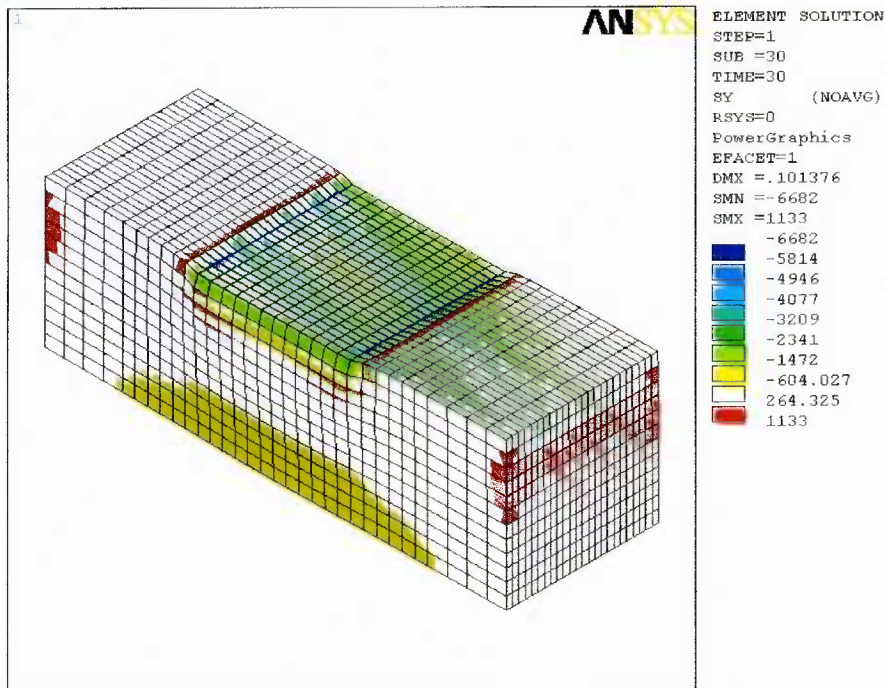 1
ANSYS
ELEMENT SOLUTION
STEP=1
SUB =30
TIME=30
SY (NOAVG)
RSYS=0
PowerGraphics
EFACET=1
DMX =.101376
SMN =-6682
SMX =1133
-6682
-5814
-4946
-4077
-3209
-2341
-1472
-604.027
264.325
1133